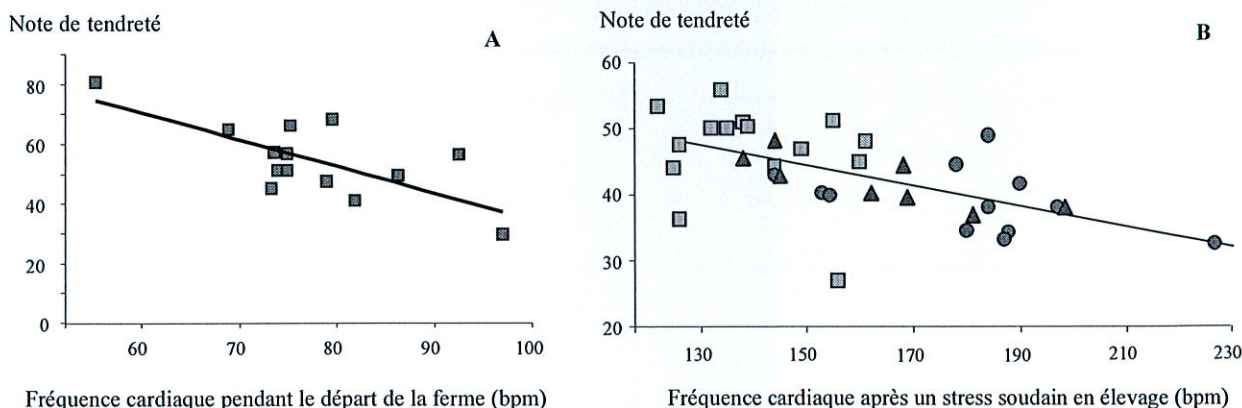 Note de tendreté
A
80
60
40
20
0
60 70 80 90 100
Fréquence cardiaque pendant le départ de la ferme (bpm)
Note de tendreté
B
60
50
40
30
20
130 150 170 190 210 230
Fréquence cardiaque après un stress soudain en élevage (bpm)